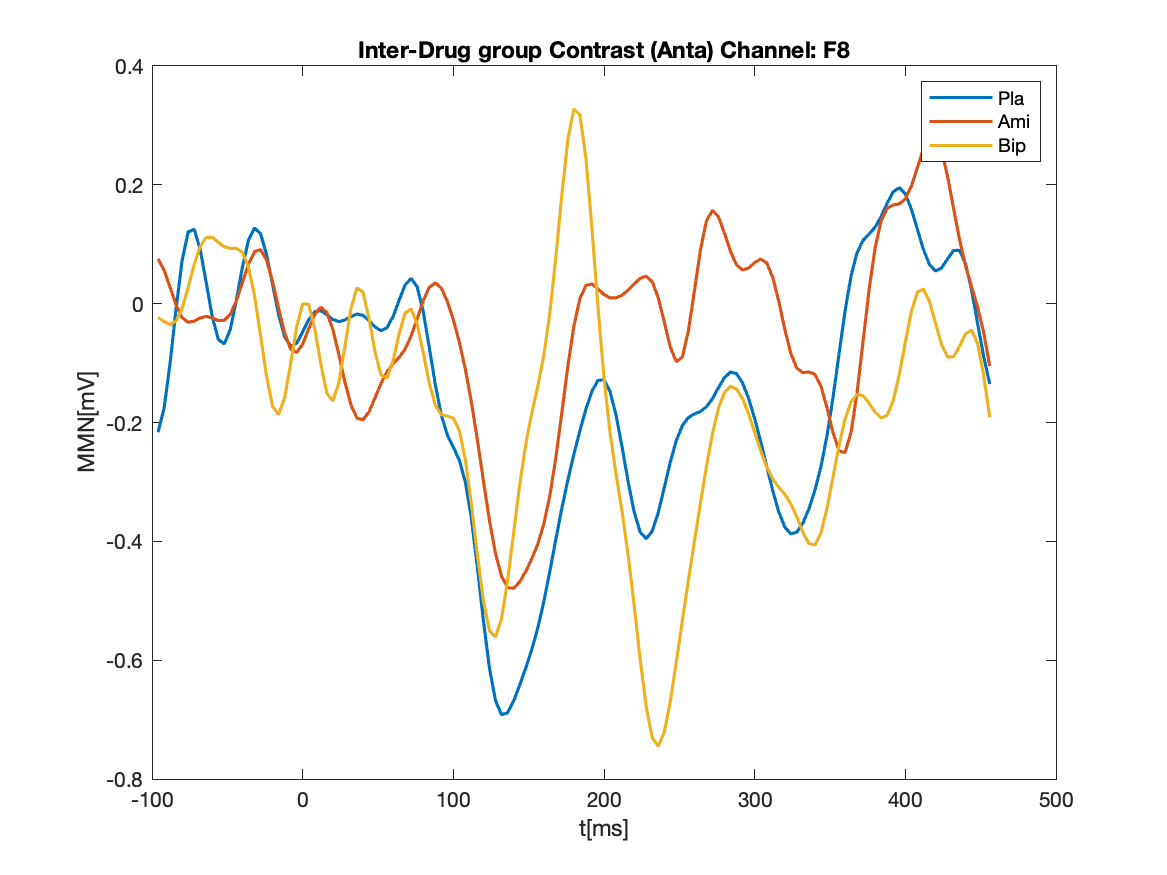 Inter-Drug group Contrast (Anta) Channel: F8
0.4
0.2
0
-0.2
-0.4
-0.6
-0.8
MMN[mV]
Pla
Ami
Bip
-100 0 100 200 300 400 500
t[ms]